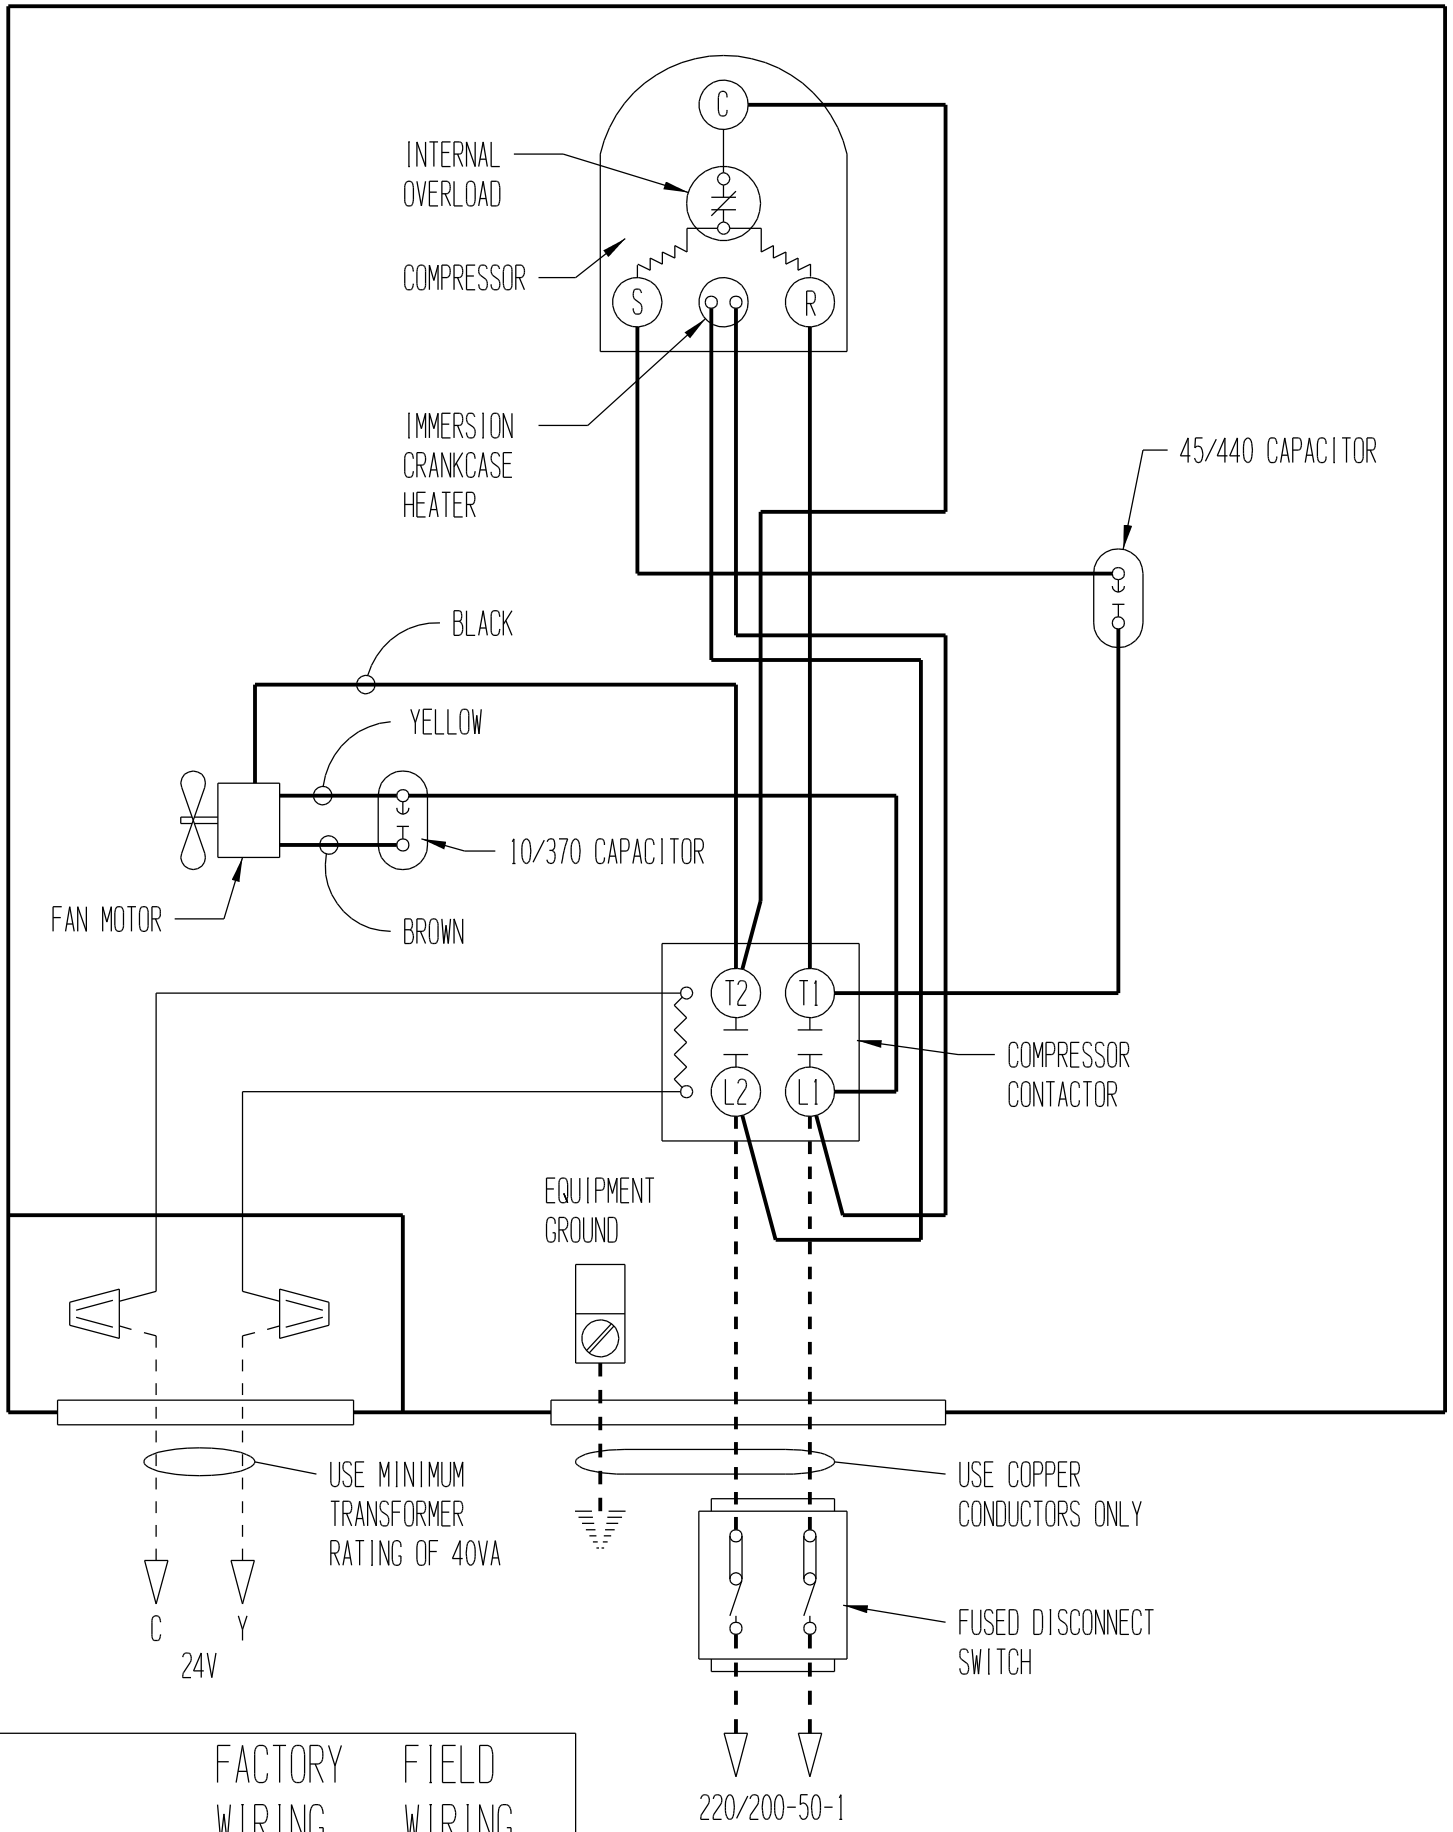 C
INTERNAL
OVERLOAD
COMPRESSOR
S
R
IMMERSION
CRANKCASE
HEATER
45/440 CAPACITOR
BLACK
YELLOW
10/370 CAPACITOR
FAN MOTOR
BROWN
T2
T1
COMPRESSOR
CONTACTOR
L2
L1
EQUIPMENT
GROUND
USE MINIMUM
TRANSFORMER
RATING OF 40VA
USE COPPER
CONDUCTORS ONLY
C
Y
24V
FUSED DISCONNECT
SWITCH
220/200-50-1
FACTORY
WIRING
FIELD
WIRING